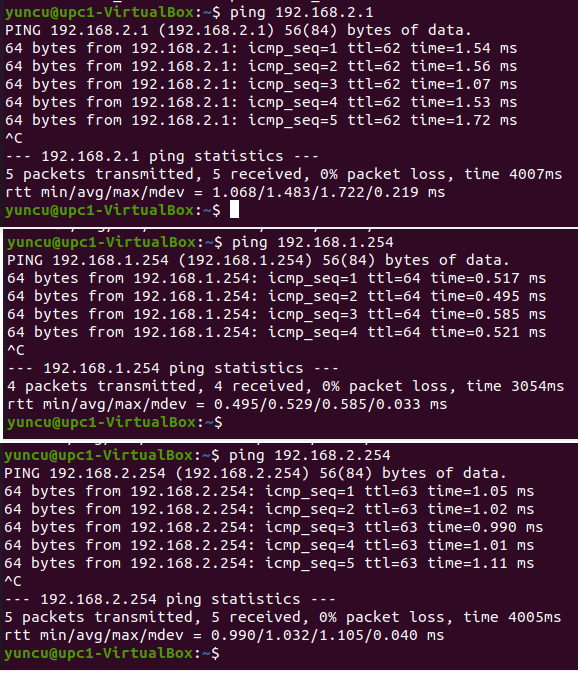 yuncu@upc1-VirtualBox:~$ ping 192.168.2.1
PING 192.168.2.1 (192.168.2.1) 56(84) bytes of data.
64 bytes from 192.168.2.1: icmp_seq=1 ttl=62 time=1.54 ms
64 bytes from 192.168.2.1: icmp_seq=2 ttl=62 time=1.56 ms
64 bytes from 192.168.2.1: icmp_seq=3 ttl=62 time=1.07 ms
64 bytes from 192.168.2.1: icmp_seq=4 ttl=62 time=1.53 ms
64 bytes from 192.168.2.1: icmp_seq=5 ttl=62 time=1.72 ms
^C
--- 192.168.2.1 ping statistics ---
5 packets transmitted, 5 received, 0% packet loss, time 4007ms
rtt min/avg/max/mdev = 1.068/1.483/1.722/0.219 ms
yuncu@upc1-VirtualBox:~$
yuncu@upc1-VirtualBox:~$ ping 192.168.1.254
PING 192.168.1.254 (192.168.1.254) 56(84) bytes of data.
64 bytes from 192.168.1.254: icmp_seq=1 ttl=64 time=0.517 ms
64 bytes from 192.168.1.254: icmp_seq=2 ttl=64 time=0.495 ms
64 bytes from 192.168.1.254: icmp_seq=3 ttl=64 time=0.585 ms
64 bytes from 192.168.1.254: icmp_seq=4 ttl=64 time=0.521 ms
^C
--- 192.168.1.254 ping statistics ---
4 packets transmitted, 4 received, 0% packet loss, time 3054ms
rtt min/avg/max/mdev = 0.495/0.529/0.585/0.033 ms
yuncu@upc1-VirtualBox:~$
yuncu@upc1-VirtualBox:~$ ping 192.168.2.254
PING 192.168.2.254 (192.168.2.254) 56(84) bytes of data.
64 bytes from 192.168.2.254: icmp_seq=1 ttl=63 time=1.05 ms
64 bytes from 192.168.2.254: icmp_seq=2 ttl=63 time=1.02 ms
64 bytes from 192.168.2.254: icmp_seq=3 ttl=63 time=0.990 ms
64 bytes from 192.168.2.254: icmp_seq=4 ttl=63 time=1.01 ms
64 bytes from 192.168.2.254: icmp_seq=5 ttl=63 time=1.11 ms
^C
--- 192.168.2.254 ping statistics ---
5 packets transmitted, 5 received, 0% packet loss, time 4005ms
rtt min/avg/max/mdev = 0.990/1.032/1.105/0.040 ms
yuncu@upc1-VirtualBox:~$